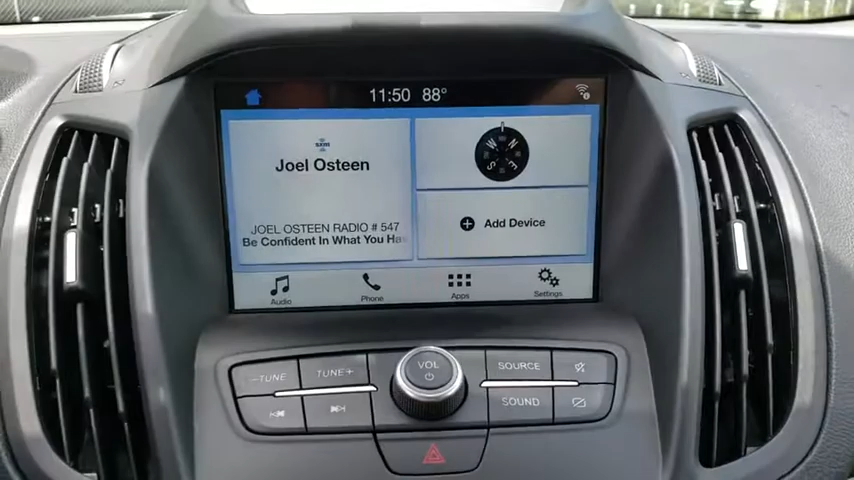 11:50 88°
sxm
Joel Osteen
JOEL OSTEEN RADIO # 547
Be Confident In What You Ha
N
E
S
W
Add Device
Audio
Phone
Apps
Settings
-TUNE
TUNE+
VOL
SOURCE
SOUND